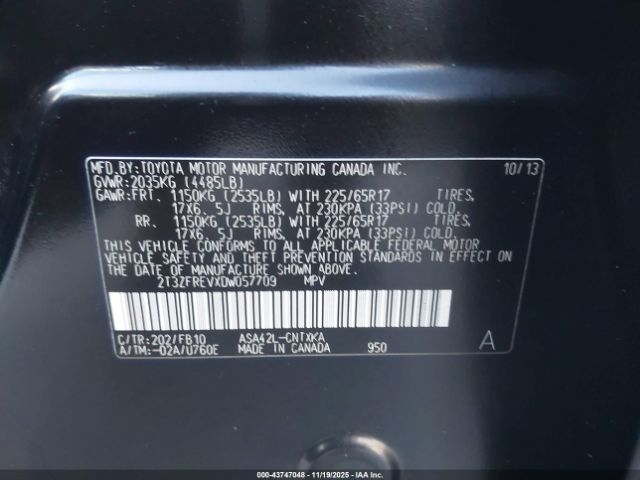 MFD.BY:TOYOTA MOTOR MANUFACTURING CANADA INC. 10/13
GVWR:2035KG (4485LB)
GAWR:FRT. 1150KG (2535LB) WITH 225/65R17 TIRES,
17X6.5J RIMS, AT 230KPA (33PSI) COLD.
RR. 1150KG (2535LB) WITH 225/65R17 TIRES,
17X6.5J RIMS, AT 230KPA (33PSI) COLD.
THIS VEHICLE CONFORMS TO ALL APPLICABLE FEDERAL MOTOR
VEHICLE SAFETY AND THEFT PREVENTION STANDARDS IN EFFECT ON
THE DATE OF MANUFACTURE SHOWN ABOVE.
2T3ZFREVXDW057709 MPV
C/TR:202/FB10 ASA42L-CNTXKA
A/TM:-02A/U760E MADE IN CANADA 950 A
000-43747048 - 11/19/2025 - IAAI.COM